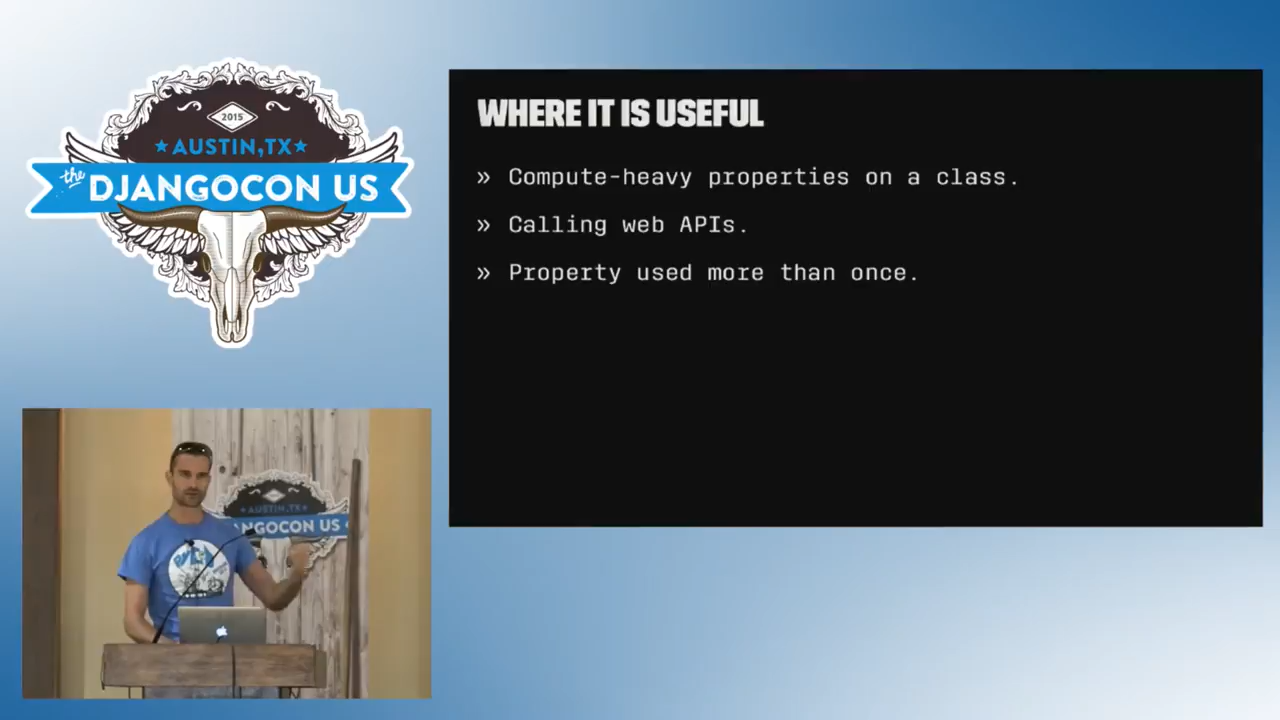 2015
★AUSTIN,TX★
the
DJANGOCON US
WHERE IT IS USEFUL
» Compute-heavy properties on a class.
» Calling web APIs.
» Property used more than once.
AUSTIN,TX
ANGOCON US